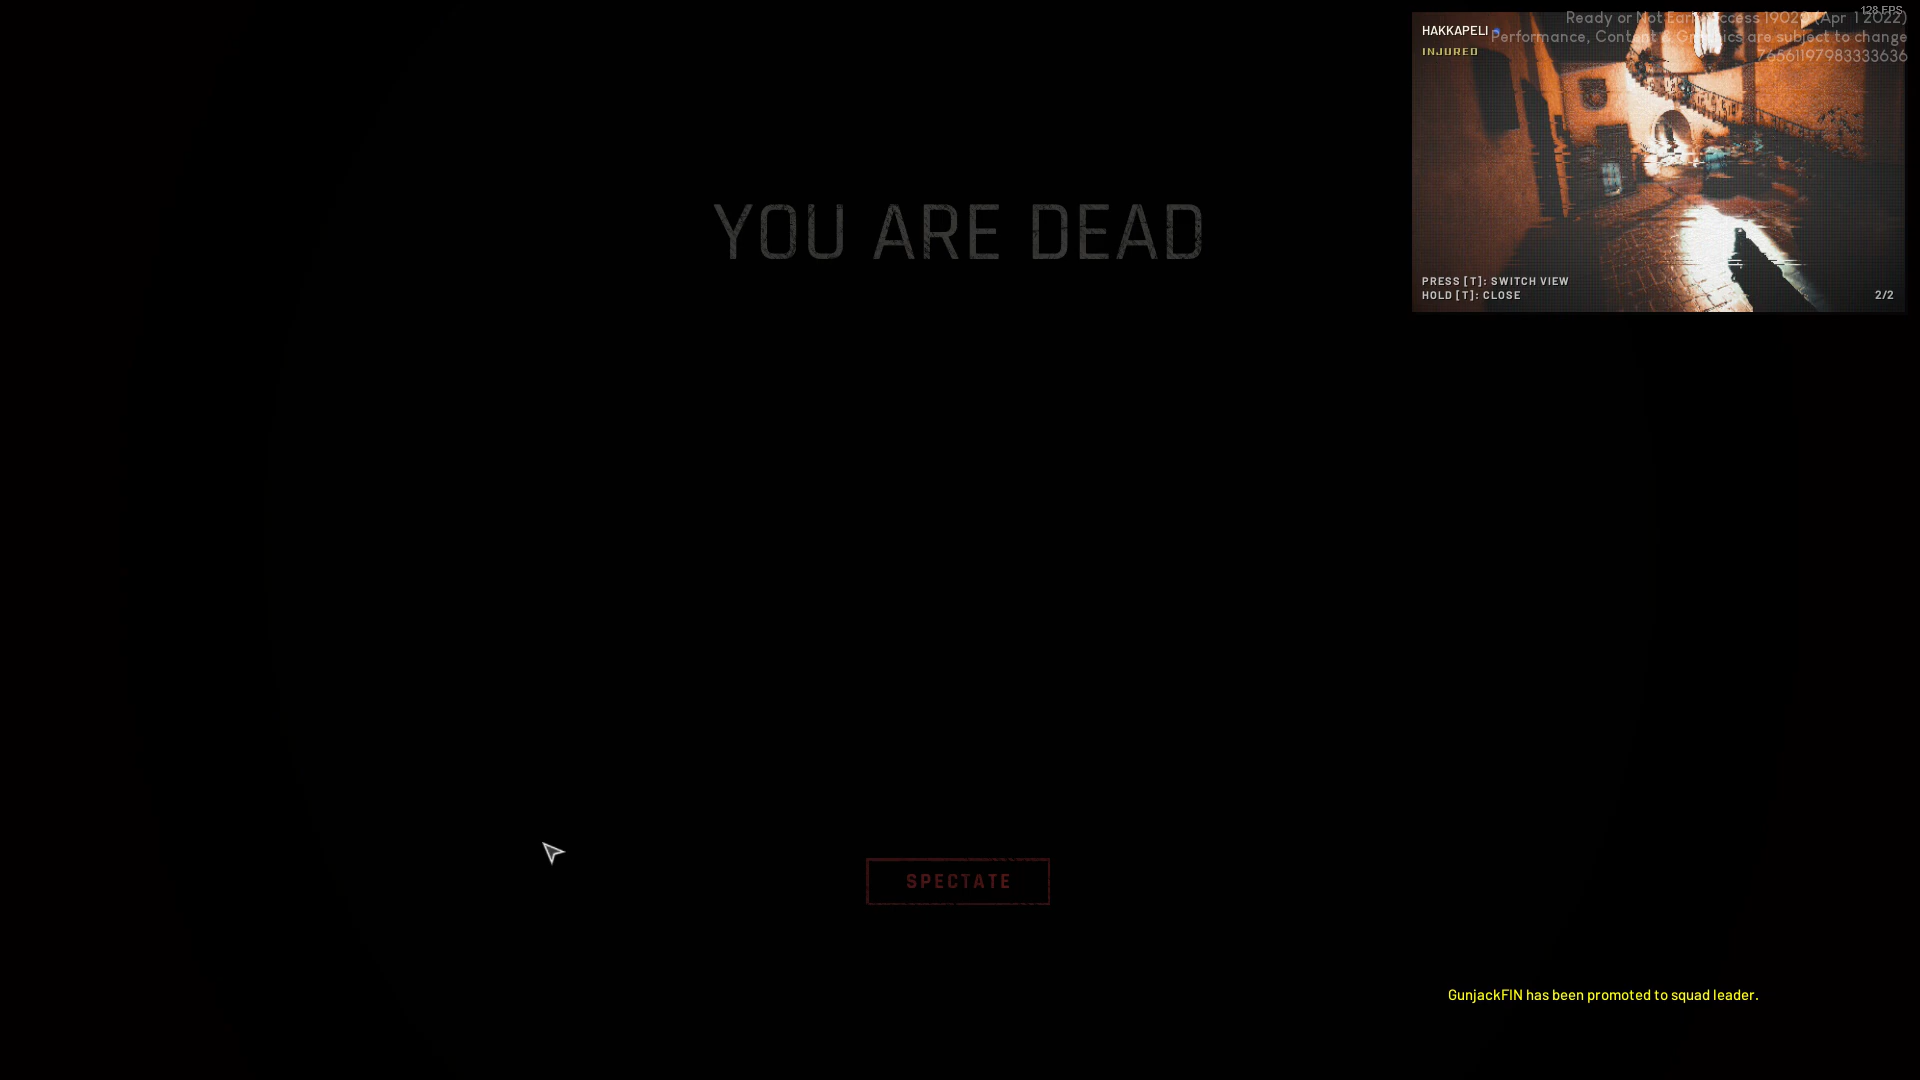 128 FPS
Ready or Not Early Access 19029 (Apr 1 2022)
HAKKAPELI
Performance, Content & Graphics are subject to change
INJURED
76561197983333636
YOU ARE DEAD
PRESS [T]: SWITCH VIEW
HOLD [T]: CLOSE
2/2
SPECTATE
GunjackFIN has been promoted to squad leader.